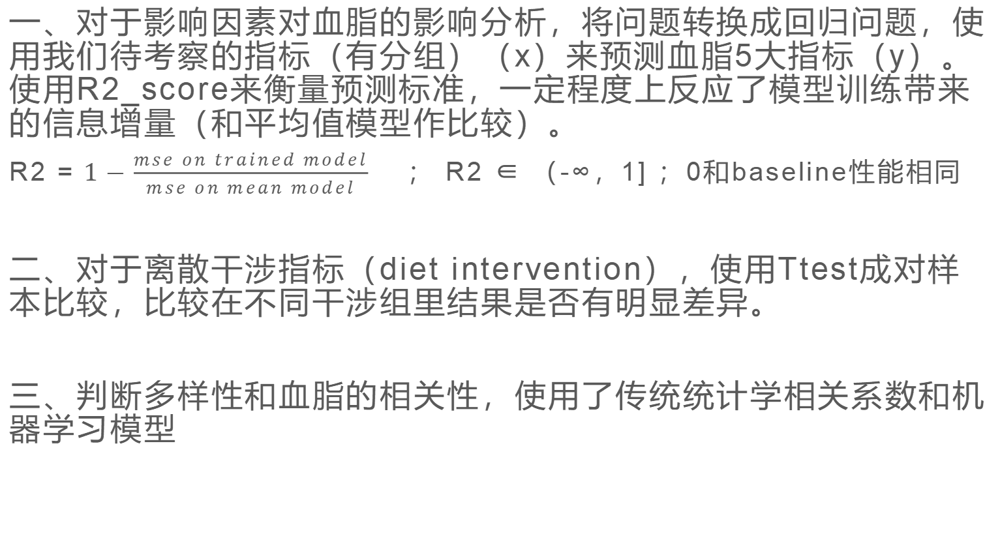 一、对于影响因素对血脂的影响分析，将问题转换成回归问题，使
用我们待考察的指标（有分组）（x）来预测血脂5大指标（y）。
使用R2_score来衡量预测标准，一定程度上反应了模型训练带来
的信息增量（和平均值模型作比较）。
R2 = 1 − mse on trained model / mse on mean model ； R2 ∈ （-∞，1] ；0和baseline性能相同
二、对于离散干涉指标（diet intervention），使用Ttest成对样
本比较，比较在不同干涉组里结果是否有明显差异。
三、判断多样性和血脂的相关性，使用了传统统计学相关系数和机
器学习模型